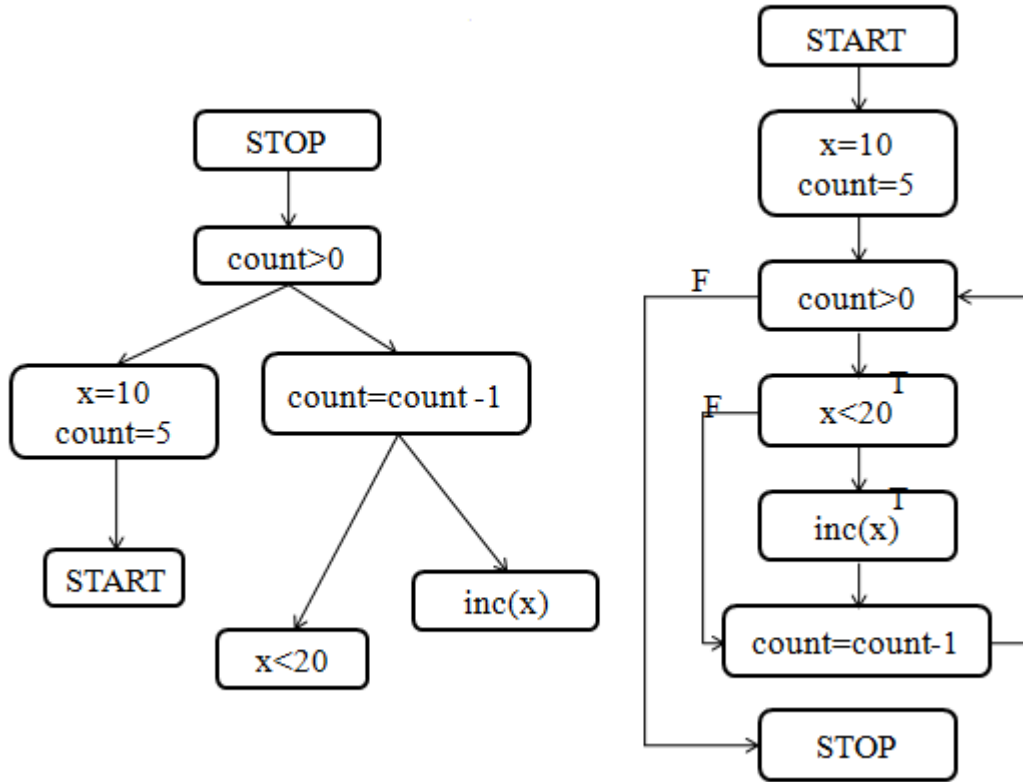 STOP
count>0
x=10
count=5
count=count -1
START
inc(x)
x<20
START
x=10
count=5
F
count>0
T
F
x<20
T
inc(x)
count=count-1
STOP